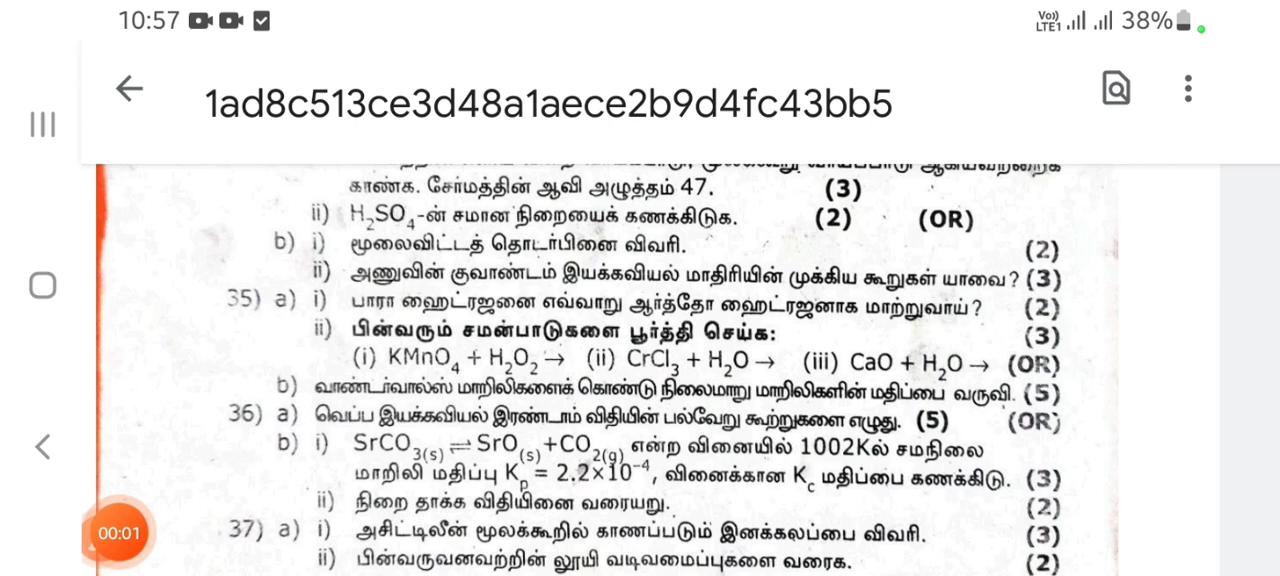 10:57 Vo)) LTE1 38%
1ad8c513ce3d48a1aece2b9d4fc43bb5
காண்க. சேர்மத்தின் ஆவி அழுத்தம் 47. (3)
ii) H₂SO₄-ன் சமான நிறையைக் கணக்கிடுக. (2) (OR)
b) i) மூலைவிட்டத் தொடர்பினை விவரி. (2)
ii) அணுவின் குவாண்டம் இயக்கவியல் மாதிரியின் முக்கிய கூறுகள் யாவை? (3)
35) a) i) பாரா ஹைட்ரஜனை எவ்வாறு ஆர்த்தோ ஹைட்ரஜனாக மாற்றுவாய்? (2)
ii) பின்வரும் சமன்பாடுகளை பூர்த்தி செய்க: (3)
(i) KMnO₄ + H₂O₂ → (ii) CrCl₃ + H₂O → (iii) CaO + H₂O → (OR)
b) வாண்டர்வால்ஸ் மாறிலிகளைக் கொண்டு நிலைமாறு மாறிலிகளின் மதிப்பை வருவி. (5)
36) a) வெப்ப இயக்கவியல் இரண்டாம் விதியின் பல்வேறு கூற்றுகளை எழுது. (5) (OR)
b) i) SrCO₃(s) ⇌ SrO(s) + CO₂(g) என்ற வினையில் 1002Kல் சமநிலை
மாறிலி மதிப்பு Kp = 2.2×10⁻⁴, வினைக்கான Kc மதிப்பை கணக்கிடு. (3)
ii) நிறை தாக்க விதியினை வரையறு. (2)
37) a) i) அசிட்டிலீன் மூலக்கூறில் காணப்படும் இனக்கலப்பை விவரி. (3)
ii) பின்வருவனவற்றின் லூயி வடிவமைப்புகளை வரைக. (2)
00:01